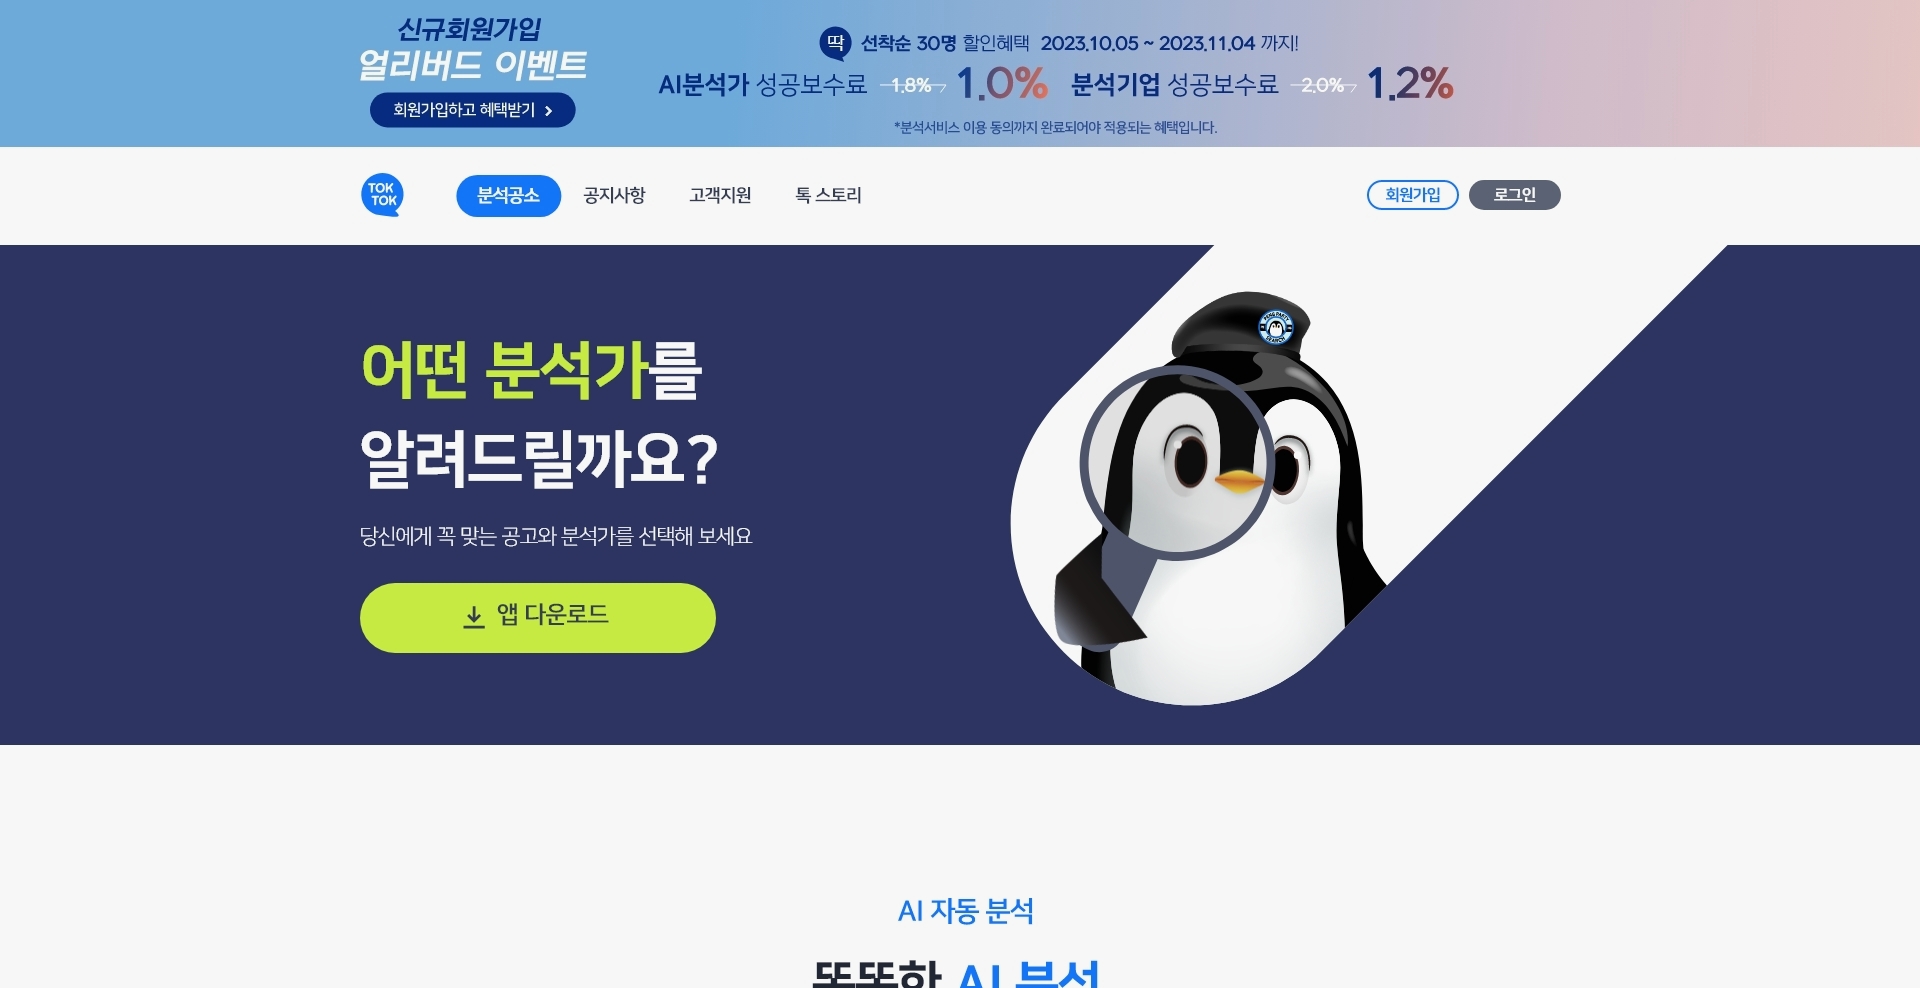 신규회원가입
얼리버드 이벤트
회원가입하고 혜택받기
딱 선착순 30명 할인혜택 2023.10.05 ~ 2023.11.04 까지!
AI분석가 성공보수료 1.8% 1.0% 분석기업 성공보수료 2.0% 1.2%
*분석서비스 이용 동의까지 완료되어야 적용되는 혜택입니다.
TOK
TOK
분석공소 공지사항 고객지원 톡 스토리
회원가입 로그인
어떤 분석가를
알려드릴까요?
당신에게 꼭 맞는 공고와 분석가를 선택해 보세요
앱 다운로드
AI 자동 분석
똑똑한 AI 분석